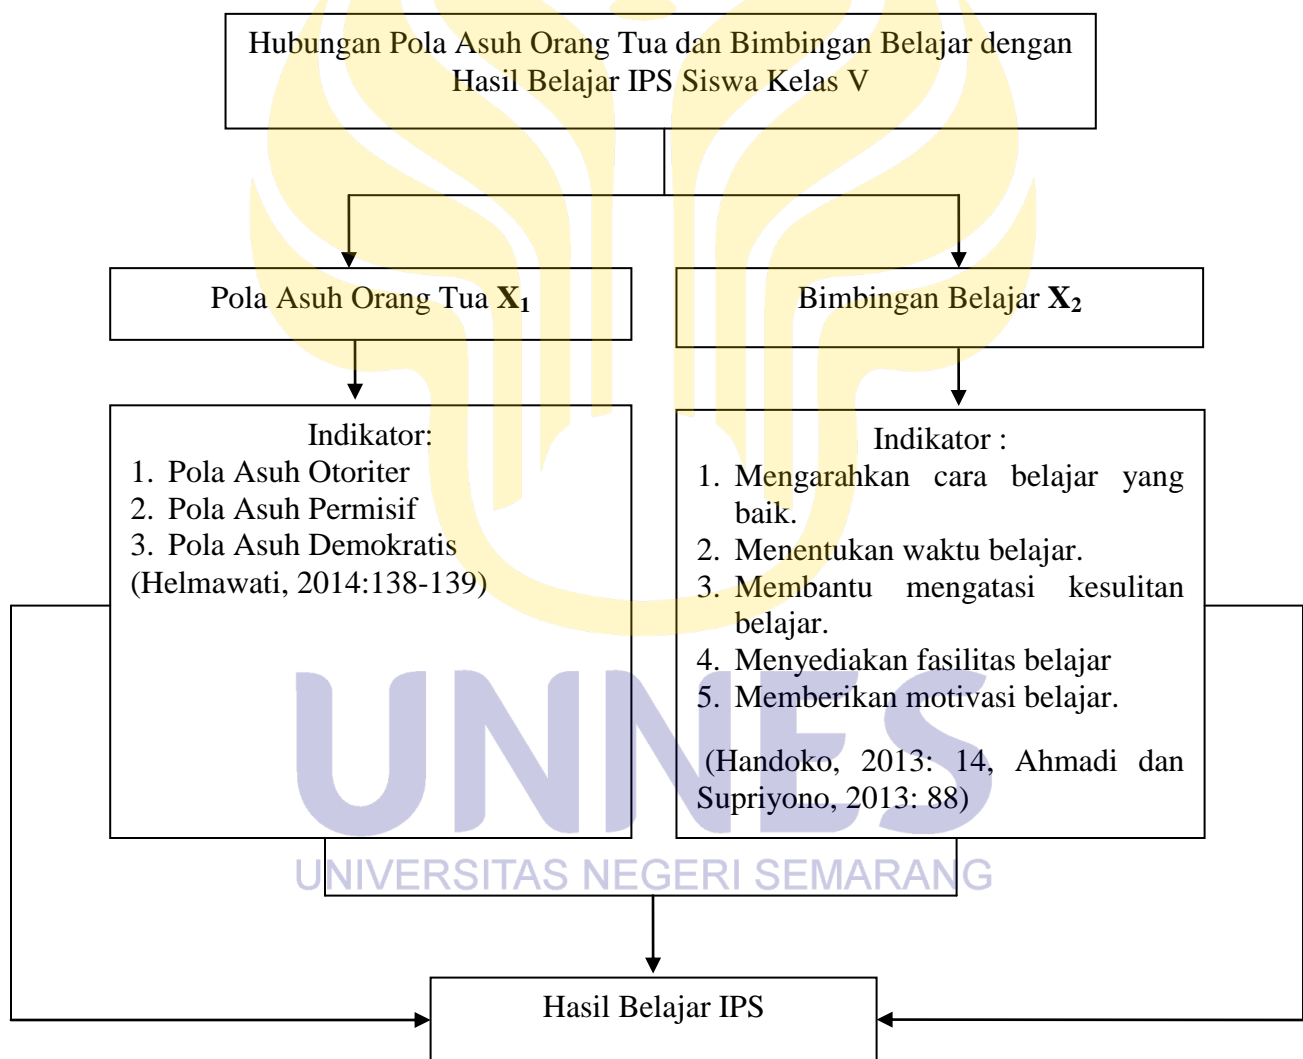 Hubungan Pola Asuh Orang Tua dan Bimbingan Belajar dengan
Hasil Belajar IPS Siswa Kelas V
Pola Asuh Orang Tua X₁
Bimbingan Belajar X₂
Indikator:
1. Pola Asuh Otoriter
2. Pola Asuh Permisif
3. Pola Asuh Demokratis
(Helmawati, 2014:138-139)
Indikator :
1. Mengarahkan cara belajar yang
baik.
2. Menentukan waktu belajar.
3. Membantu mengatasi kesulitan
belajar.
4. Menyediakan fasilitas belajar
5. Memberikan motivasi belajar.
(Handoko, 2013: 14, Ahmadi dan
Supriyono, 2013: 88)
UNNES
UNIVERSITAS NEGERI SEMARANG
Hasil Belajar IPS